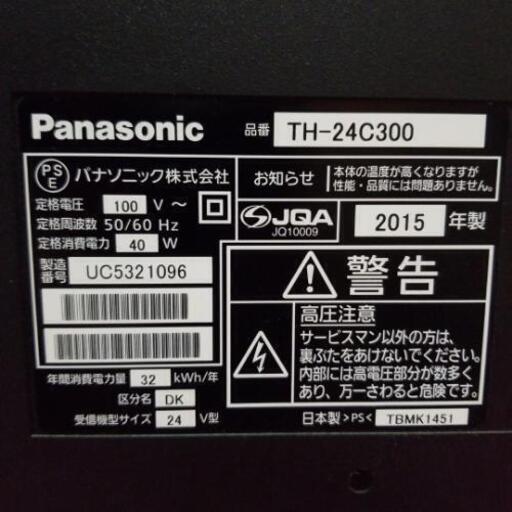 Panasonic 品番 TH-24C300
PSE パナソニック株式会社
定格電圧 100 V ～
定格周波数 50/60 Hz
定格消費電力 40 W
製造番号 UC5321096
年間消費電力量 32 kWh/年
区分名 DK
受信機型サイズ 24 V型
お知らせ 本体の温度が高くなりますが
性能・品質には問題ありません。
JQA
JQ10009
2015 年製
警告
高圧注意
サービスマン以外の方は、
裏ぶたをあけないでください。
内部には高電圧部分が数多く
あり、万一さわると危険です。
日本製 >PS< TBMK1451